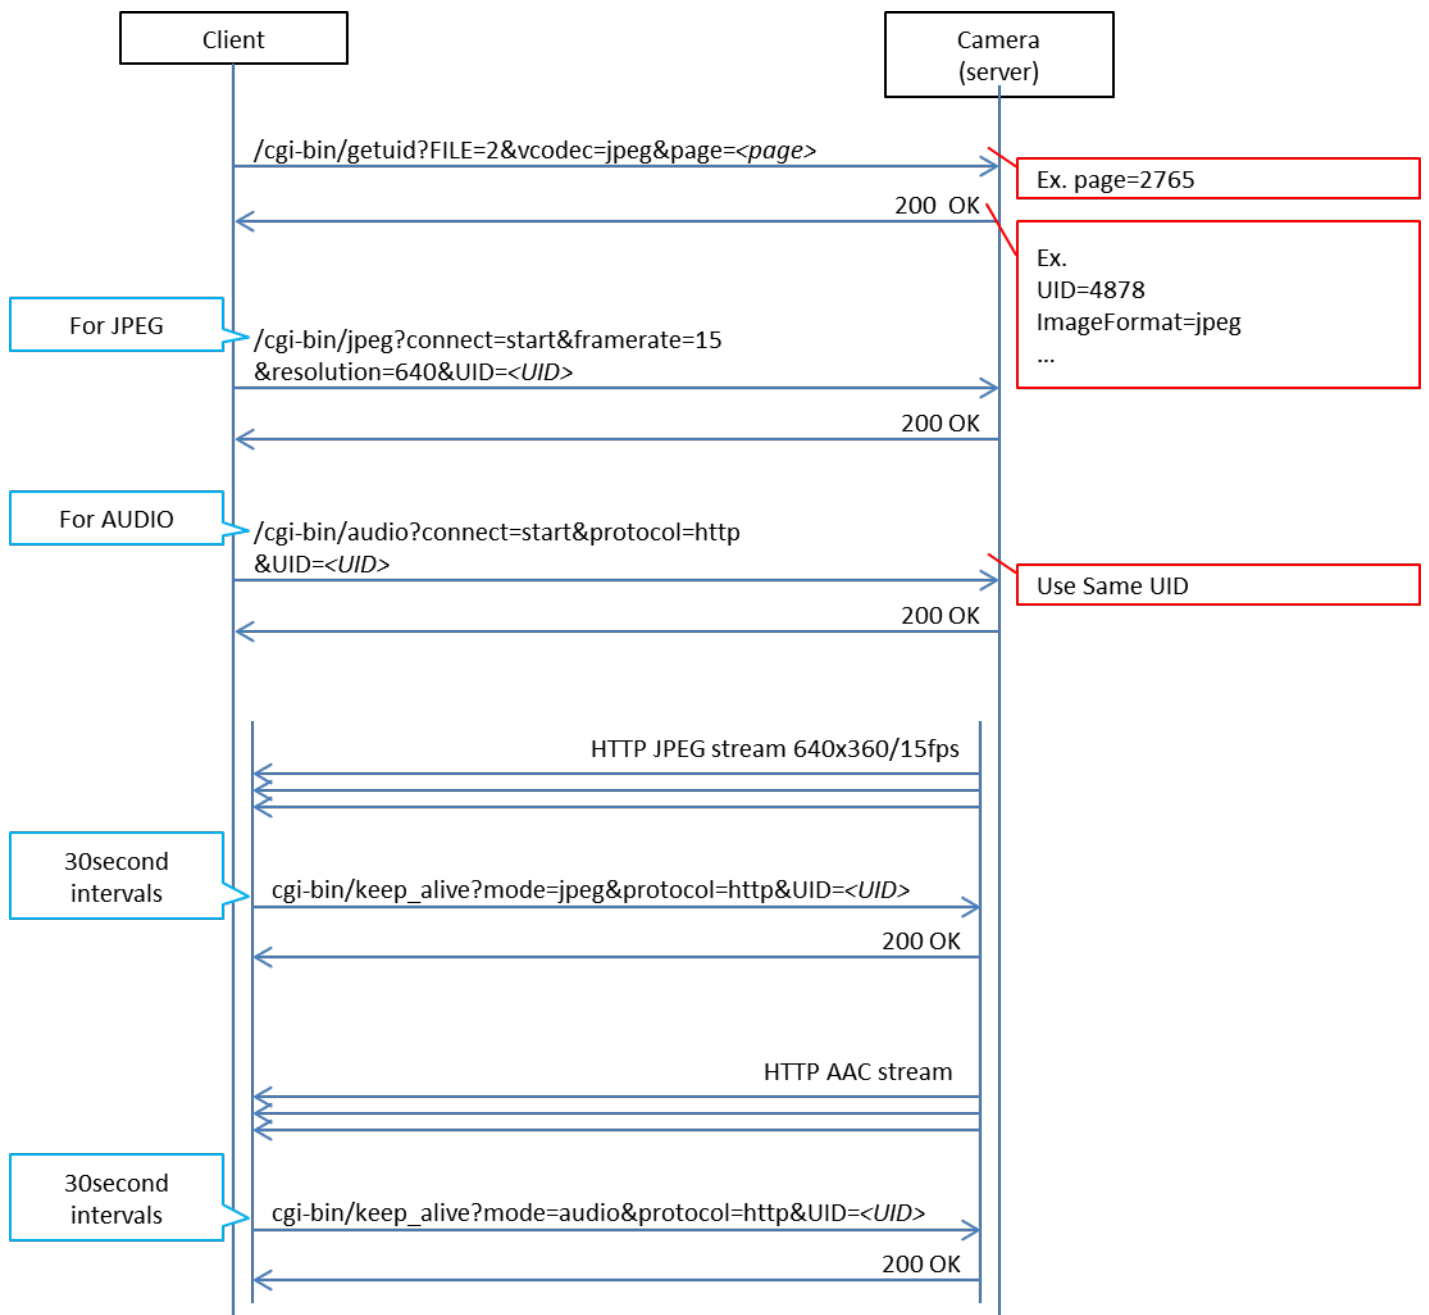 Client
Camera
(server)
/cgi-bin/getuid?FILE=2&vcodec=jpeg&page=<page>
Ex. page=2765
200 OK
Ex.
UID=4878
ImageFormat=jpeg
...
For JPEG
/cgi-bin/jpeg?connect=start&framerate=15
&resolution=640&UID=<UID>
200 OK
For AUDIO
/cgi-bin/audio?connect=start&protocol=http
&UID=<UID>
Use Same UID
200 OK
HTTP JPEG stream 640x360/15fps
30second
intervals
cgi-bin/keep_alive?mode=jpeg&protocol=http&UID=<UID>
200 OK
HTTP AAC stream
30second
intervals
cgi-bin/keep_alive?mode=audio&protocol=http&UID=<UID>
200 OK